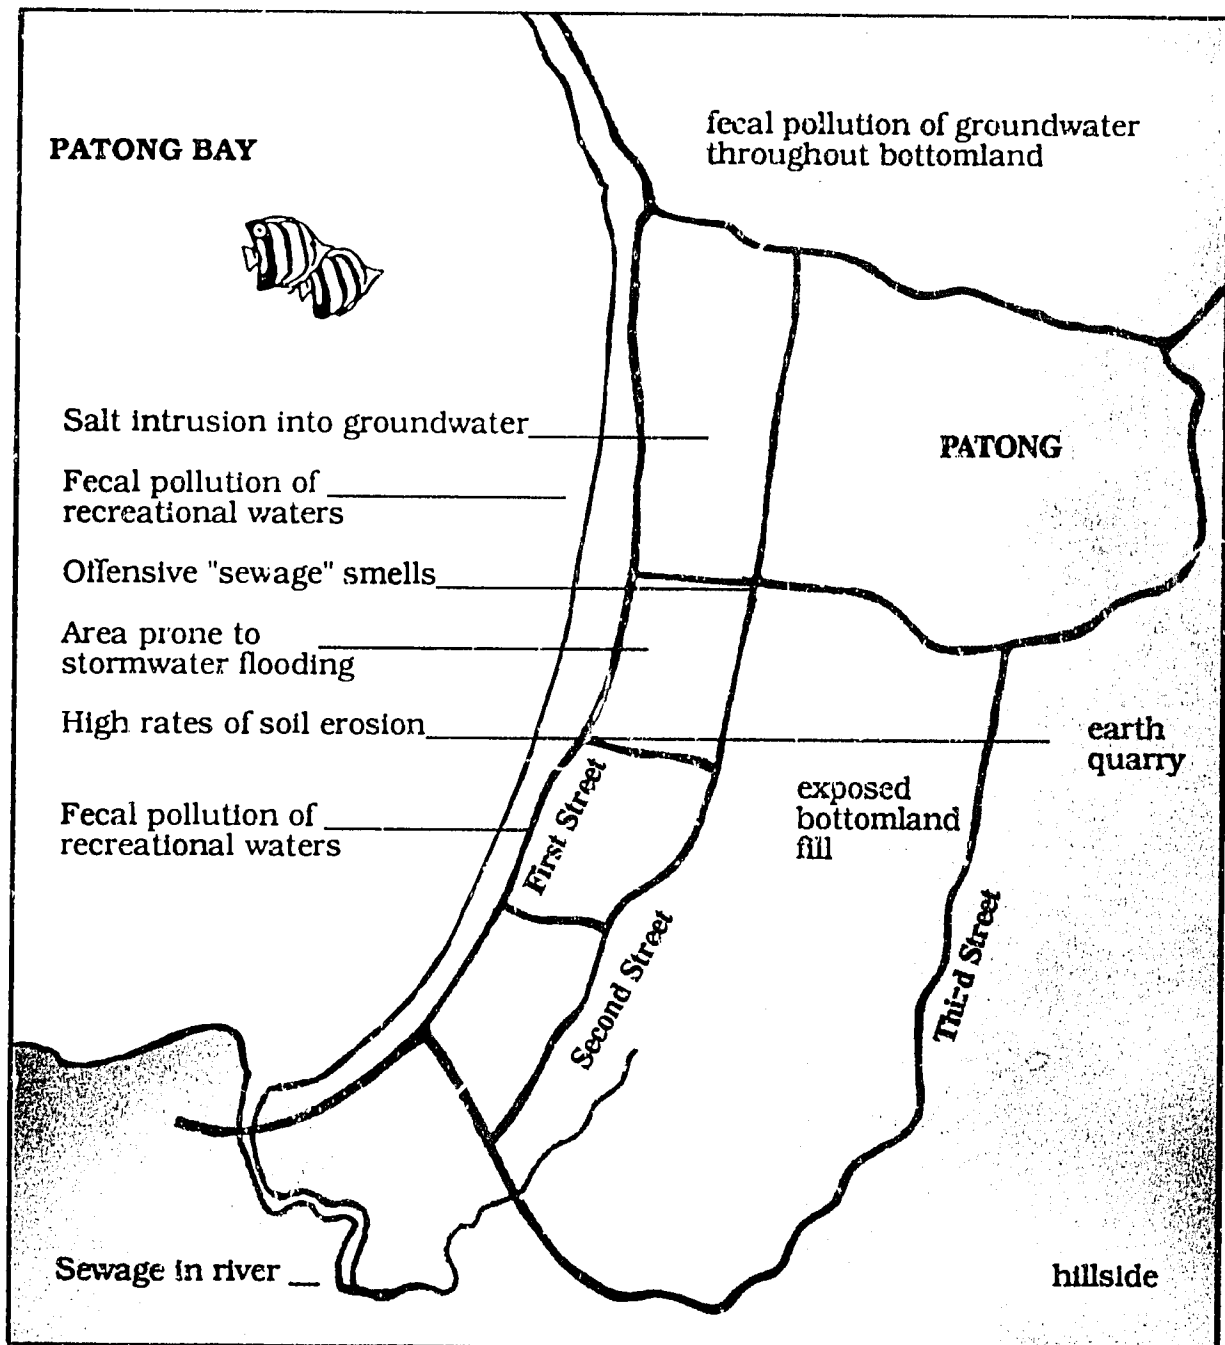 PATONG BAY
fecal pollution of groundwater
throughout bottomland
Salt intrusion into groundwater
PATONG
Fecal pollution of
recreational waters
Offensive "sewage" smells
Area prone to
stormwater flooding
High rates of soil erosion
earth
quarry
exposed
bottomland
fill
Fecal pollution of
recreational waters
First Street
Second Street
Third Street
Sewage in river
hillside